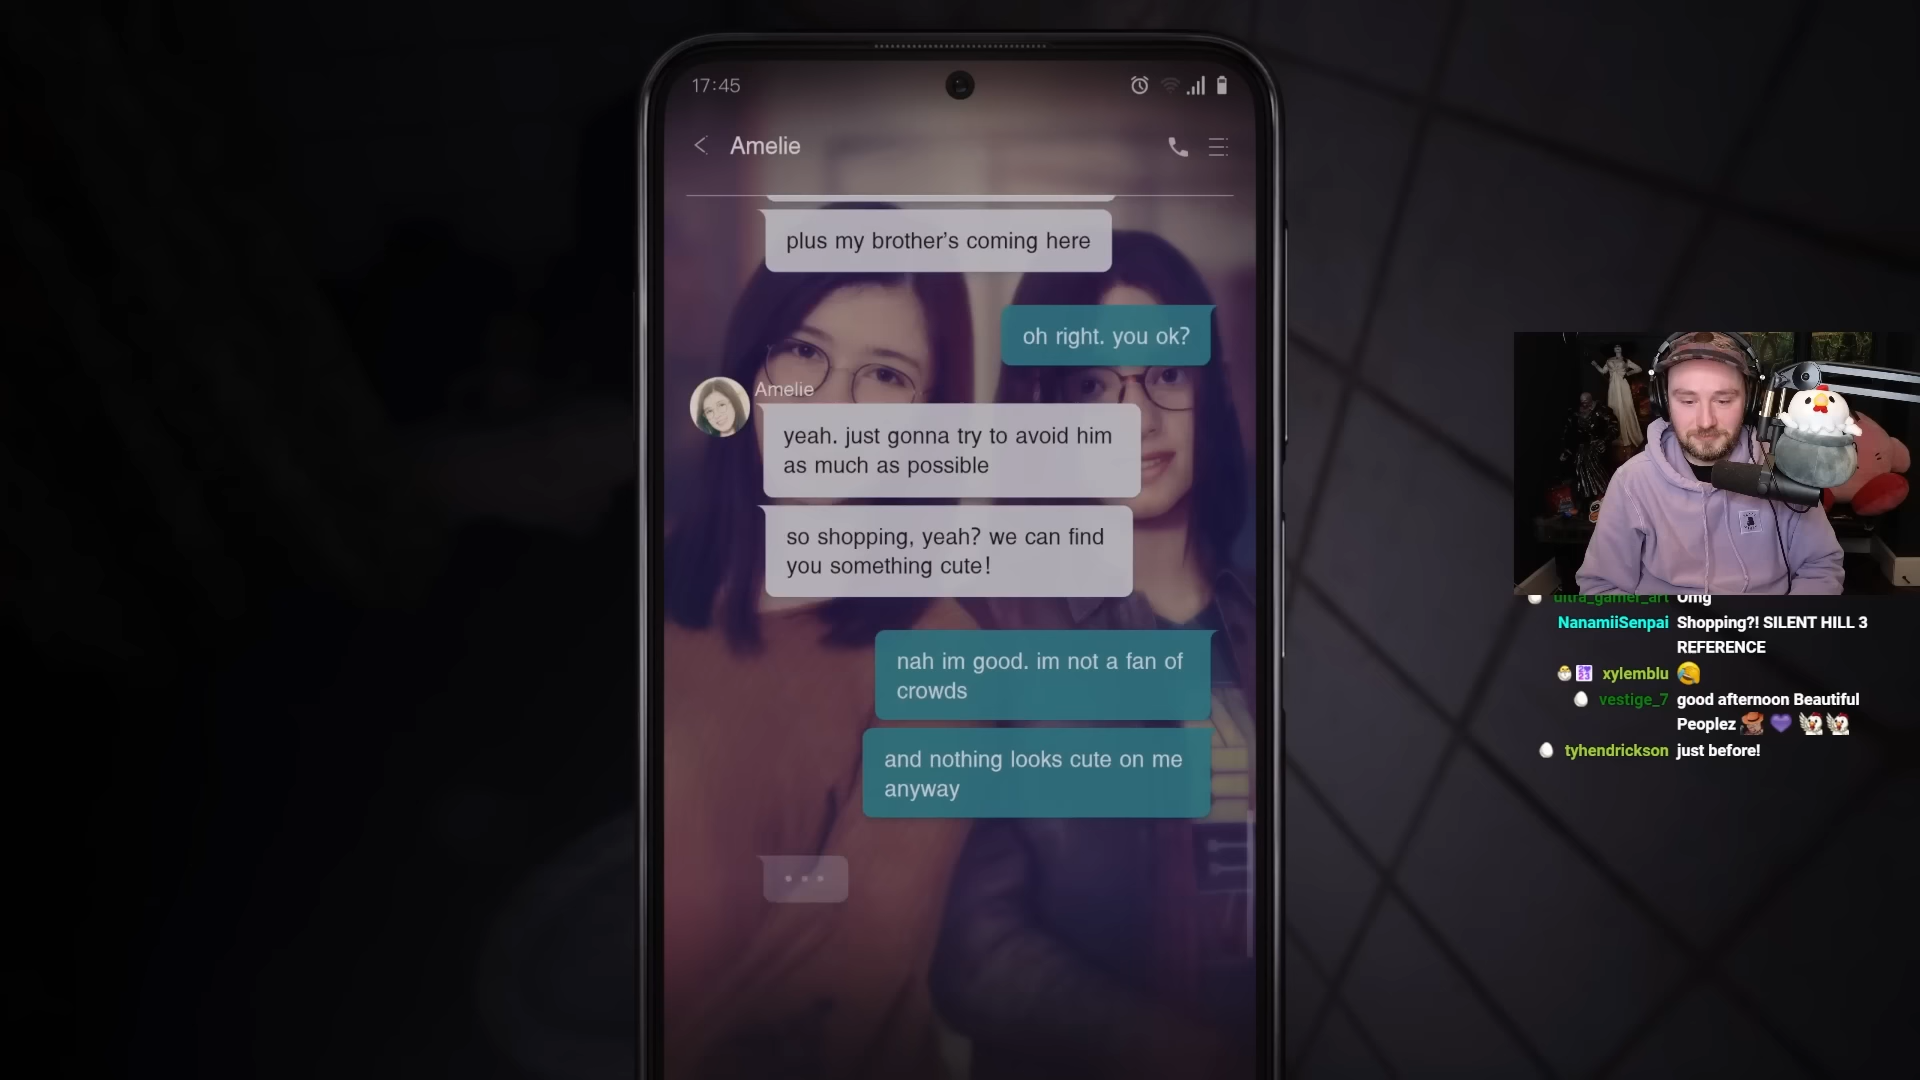 17:45
Amelie
plus my brother’s coming here
oh right. you ok?
Amelie
yeah. just gonna try to avoid him
as much as possible
so shopping, yeah? we can find
you something cute!
nah im good. im not a fan of
crowds
and nothing looks cute on me
anyway
ultra_gamer_art Omg
NanamiiSenpai Shopping?! SILENT HILL 3
REFERENCE
xylemblu
vestige_7 good afternoon Beautiful
Peoplez
tyhendrickson just before!